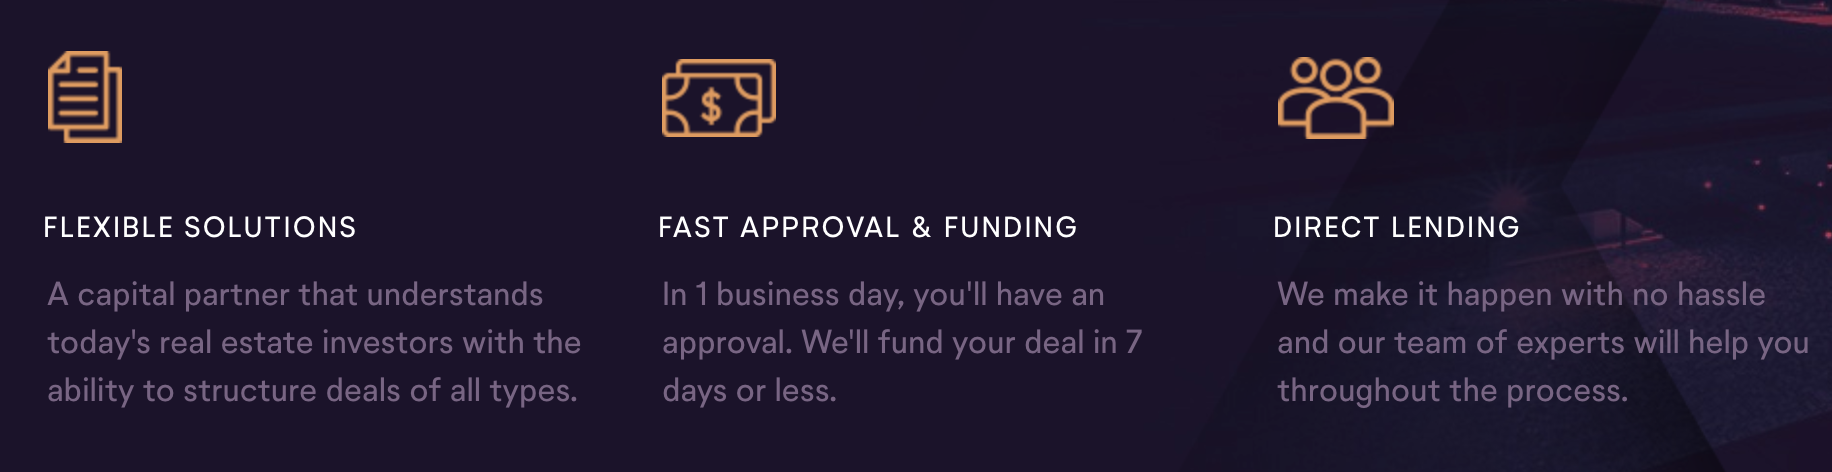 FLEXIBLE SOLUTIONS
A capital partner that understands
today's real estate investors with the
ability to structure deals of all types.
FAST APPROVAL & FUNDING
In 1 business day, you'll have an
approval. We'll fund your deal in 7
days or less.
DIRECT LENDING
We make it happen with no hassle
and our team of experts will help you
throughout the process.